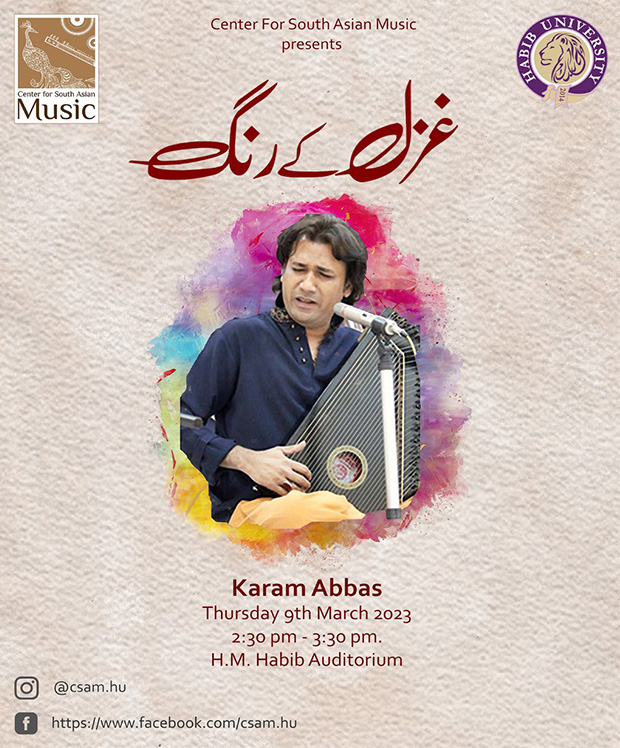 Center For South Asian Music
presents
Center for South Asian
Music
HABIB UNIVERSITY
2014
غزل کے رنگ
Karam Abbas
Thursday 9th March 2023
2:30 pm - 3:30 pm.
H.M. Habib Auditorium
@csam.hu
https://www.facebook.com/csam.hu